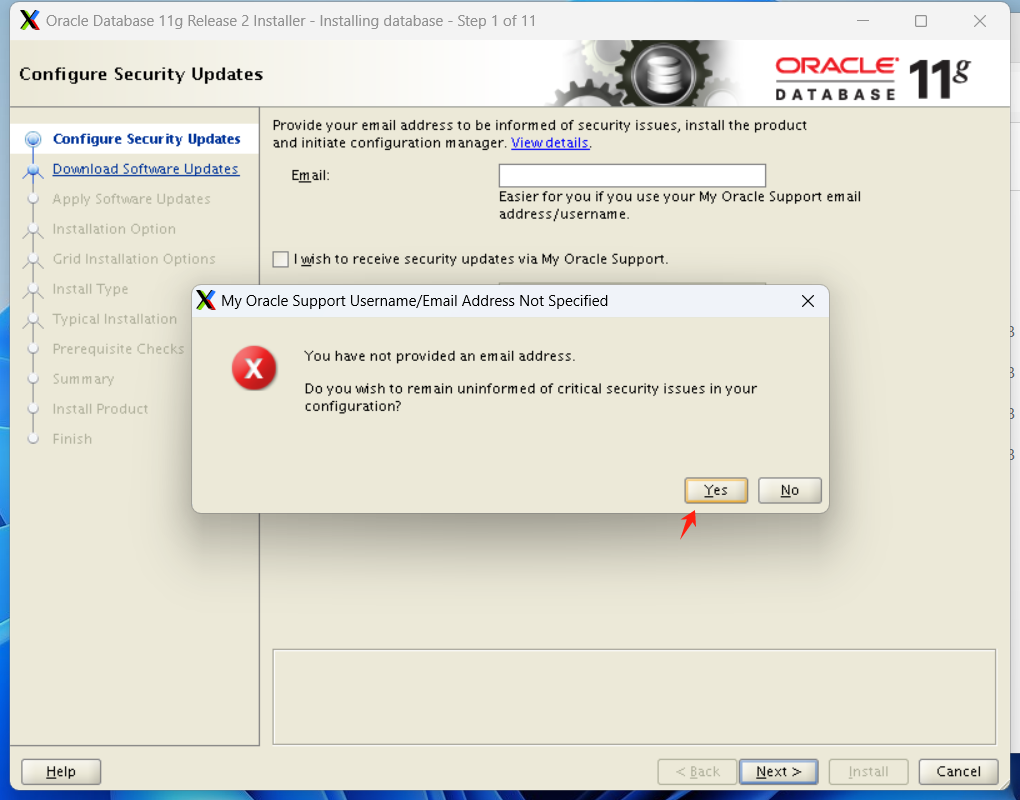 Oracle Database 11g Release 2 Installer - Installing database - Step 1 of 11
Configure Security Updates
ORACLE
DATABASE
11g
Configure Security Updates
Download Software Updates
Apply Software Updates
Installation Option
Grid Installation Options
Install Type
Typical Installation
Prerequisite Checks
Summary
Install Product
Finish
Provide your email address to be informed of security issues, install the product
and initiate configuration manager. View details.
Email:
Easier for you if you use your My Oracle Support email
address/username.
I wish to receive security updates via My Oracle Support.
My Oracle Support Username/Email Address Not Specified
You have not provided an email address.
Do you wish to remain uninformed of critical security issues in your
configuration?
Yes
No
Help
< Back
Next >
Install
Cancel